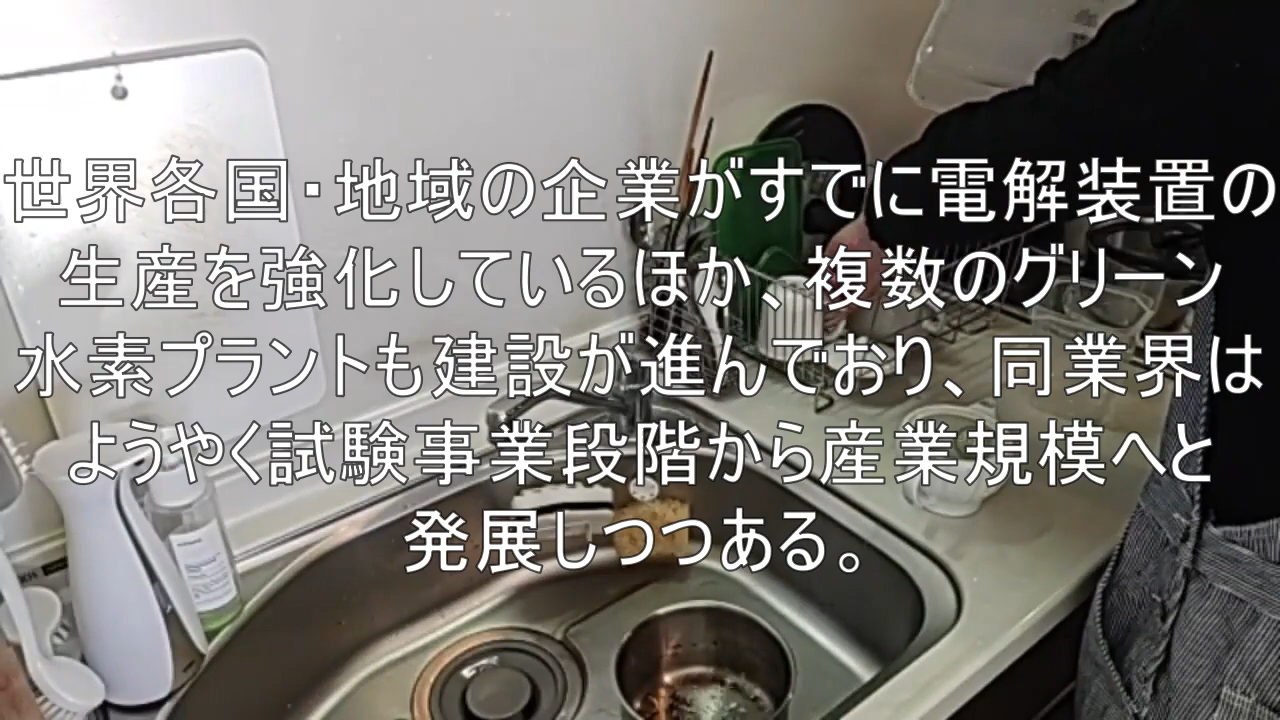 世界各国・地域の企業がすでに電解装置の
生産を強化しているほか、複数のグリーン
水素プラントも建設が進んでおり、同業界は
ようやく試験事業段階から産業規模へと
発展しつつある。